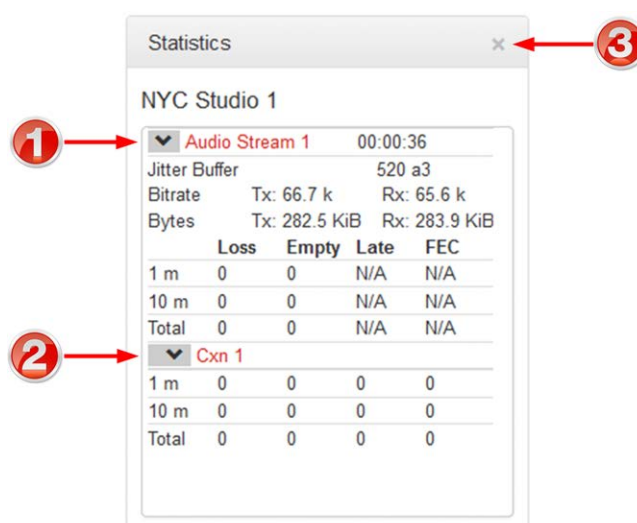 Statistics ×
3
NYC Studio 1
1
Audio Stream 1 00:00:36
Jitter Buffer 520 a3
Bitrate Tx: 66.7 k Rx: 65.6 k
Bytes Tx: 282.5 KiB Rx: 283.9 KiB
Loss Empty Late FEC
1 m 0 0 N/A N/A
10 m 0 0 N/A N/A
Total 0 0 N/A N/A
2
Cxn 1
1 m 0 0 0 0
10 m 0 0 0 0
Total 0 0 0 0